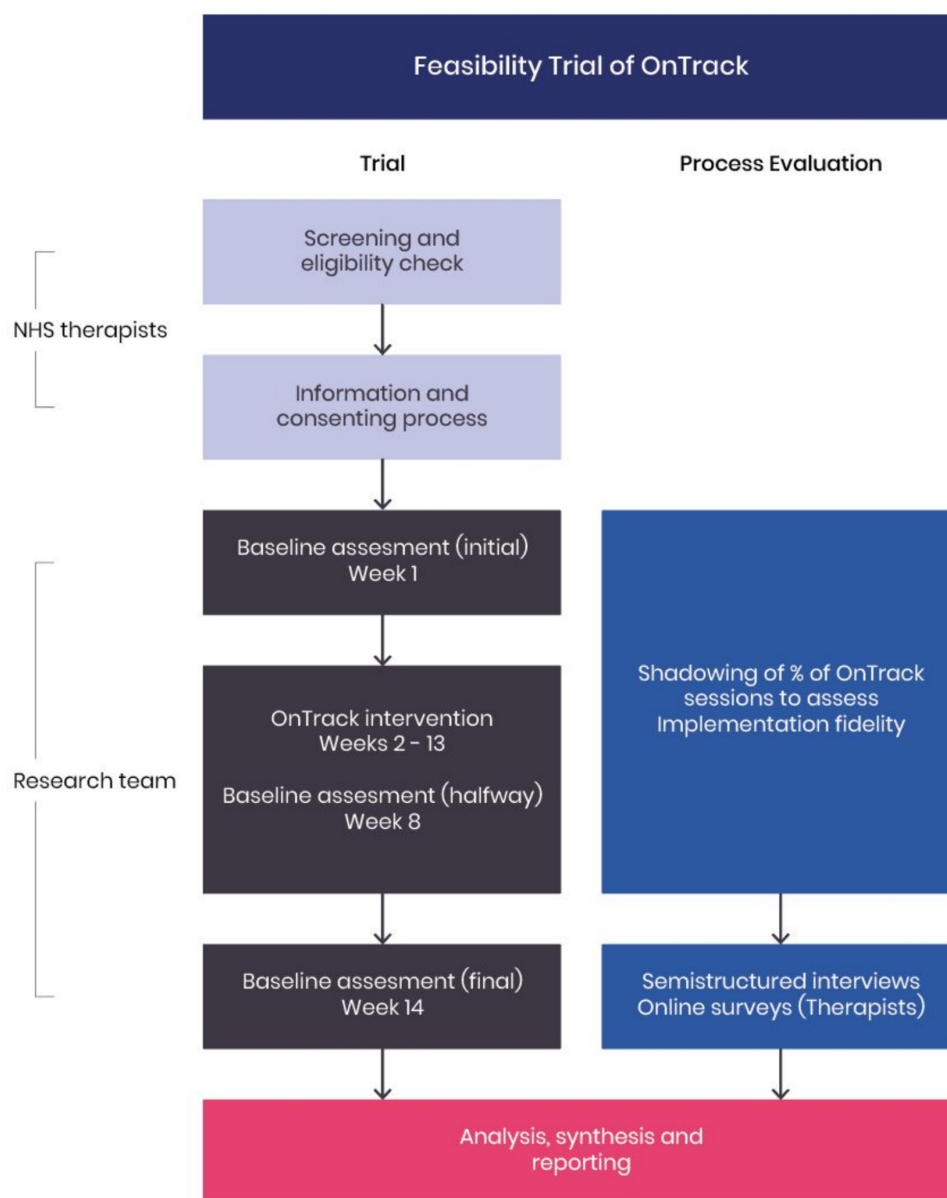 Feasibility Trial of OnTrack
Trial
Process Evaluation
Screening and
eligibility check
NHS therapists
Information and
consenting process
Baseline assesment (initial)
Week 1
OnTrack intervention
Weeks 2 - 13
Baseline assesment (halfway)
Week 8
Shadowing of % of OnTrack
sessions to assess
Implementation fidelity
Research team
Baseline assesment (final)
Week 14
Semistructured interviews
Online surveys (Therapists)
Analysis, synthesis and
reporting